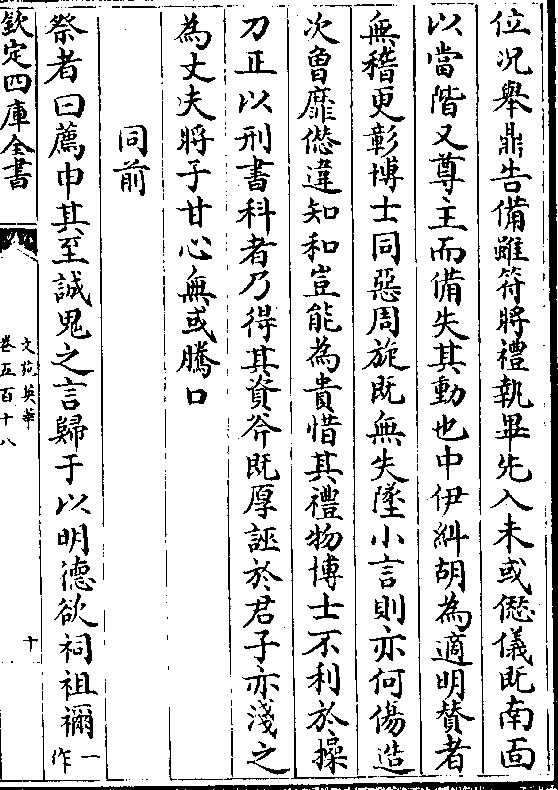 位况舉鼎告備雖符將禮執畢先入未或愆儀既南面
以當階又尊主而備失其動也中伊糾胡為適明贊者
無稽更彰博士同惡周旋既無失墜小言則亦何傷造
次曾靡愆違知和豈能為貴惜其禮物博士不利於操
刀正以刑書科者乃得其資斧既厚誣於君子亦淺之
為丈夫將子甘心無或騰口
同前
祭者曰薦巾其至誠鬼之言歸于以明德欲祠祖禰一作
欽定四庫全書
文苑英華
卷五百十八
十